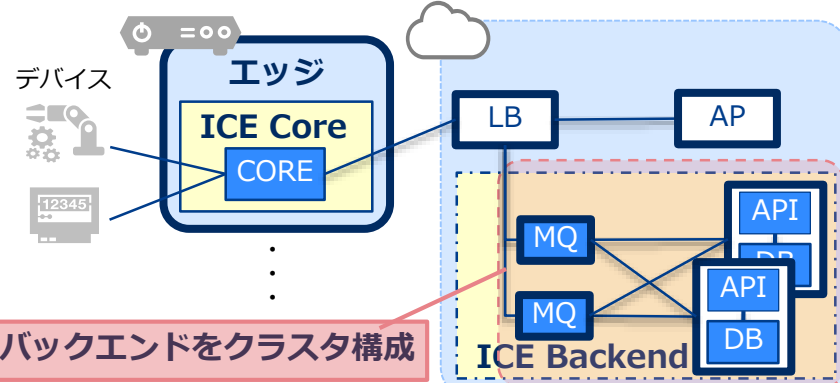 デバイス
エッジ
ICE Core
CORE
12345
LB
AP
MQ
MQ
API
DB
API
DB
バックエンドをクラスタ構成
ICE Backend